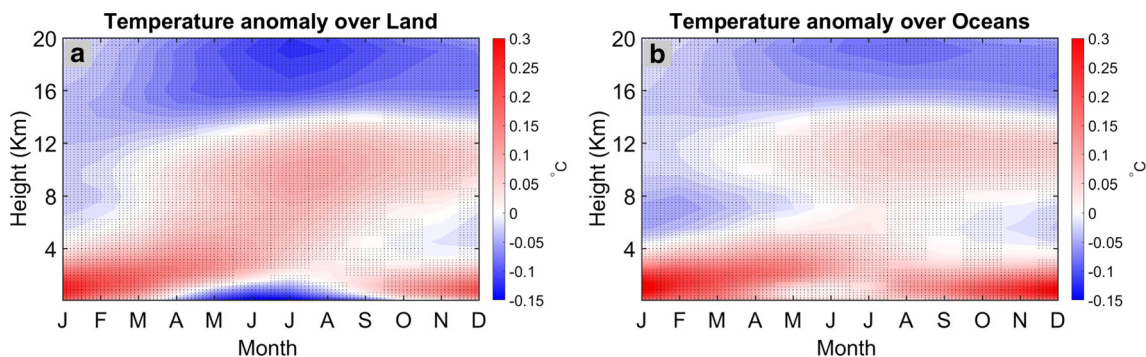 Temperature anomaly over Land
a
20
16
12
8
4
Height (Km)
J F M A M J J A S O N D
Month
0.3
0.25
0.2
0.15
0.1
0.05
0
-0.05
-0.1
-0.15
°C
Temperature anomaly over Oceans
b
20
16
12
8
4
Height (Km)
J F M A M J J A S O N D
Month
0.3
0.25
0.2
0.15
0.1
0.05
0
-0.05
-0.1
-0.15
°C